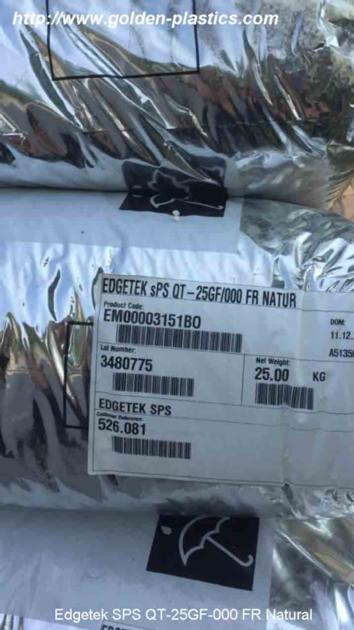 http://www.golden-plastics.com
EDGETEK sPS QT-25GF/000 FR NATUR
Product Code:
EM00003151BO
DOM:
11.12.
Lot Number:
3480775
Net Weight:
25.00 KG
A5135
EDGETEK SPS
Customer Reference:
526.081
Edgetek SPS QT-25GF-000 FR Natural